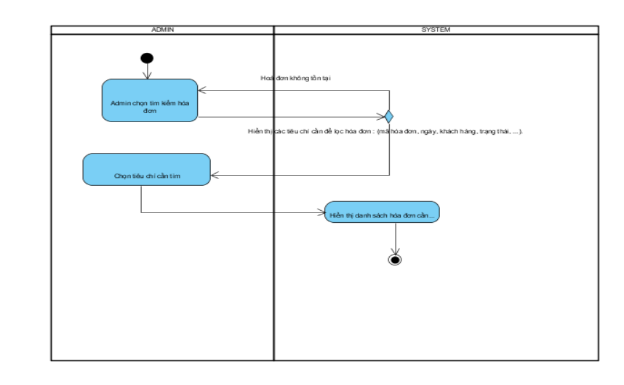 ADMIN
SYSTEM
Hoá đơn không tồn tại
Admin chọn tìm kiếm hóa
đơn
Hiển thị các tiêu chí cần để lọc hóa đơn : (mã hóa đơn, ngày, khách hàng, trạng thái, ...).
Chọn tiêu chí cần tìm
Hiển thị danh sách hóa đơn cần...